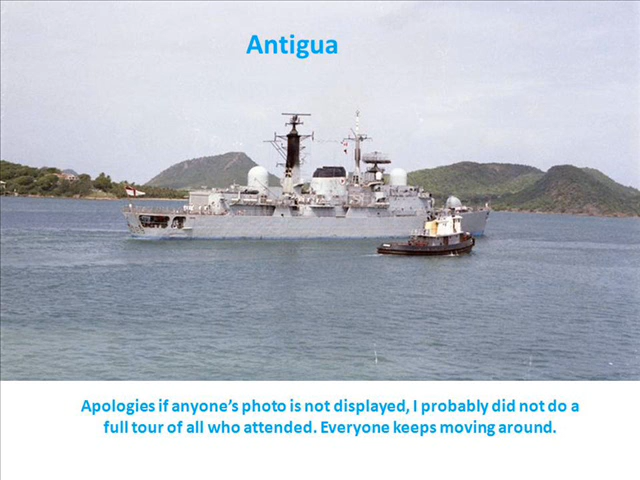 Antigua
Apologies if anyone’s photo is not displayed, I probably did not do a
full tour of all who attended. Everyone keeps moving around.